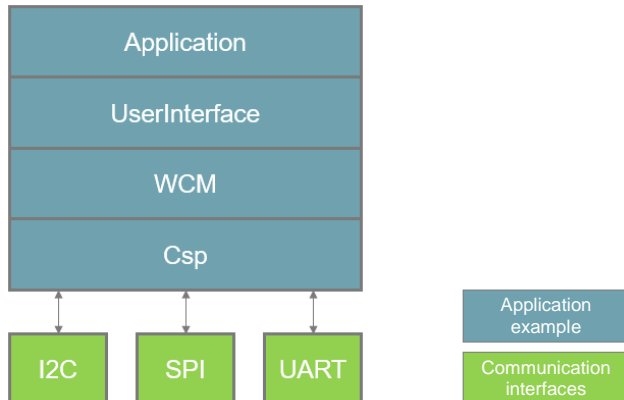 Application
UserInterface
WCM
Csp
I2C
SPI
UART
Application
example
Communication
interfaces